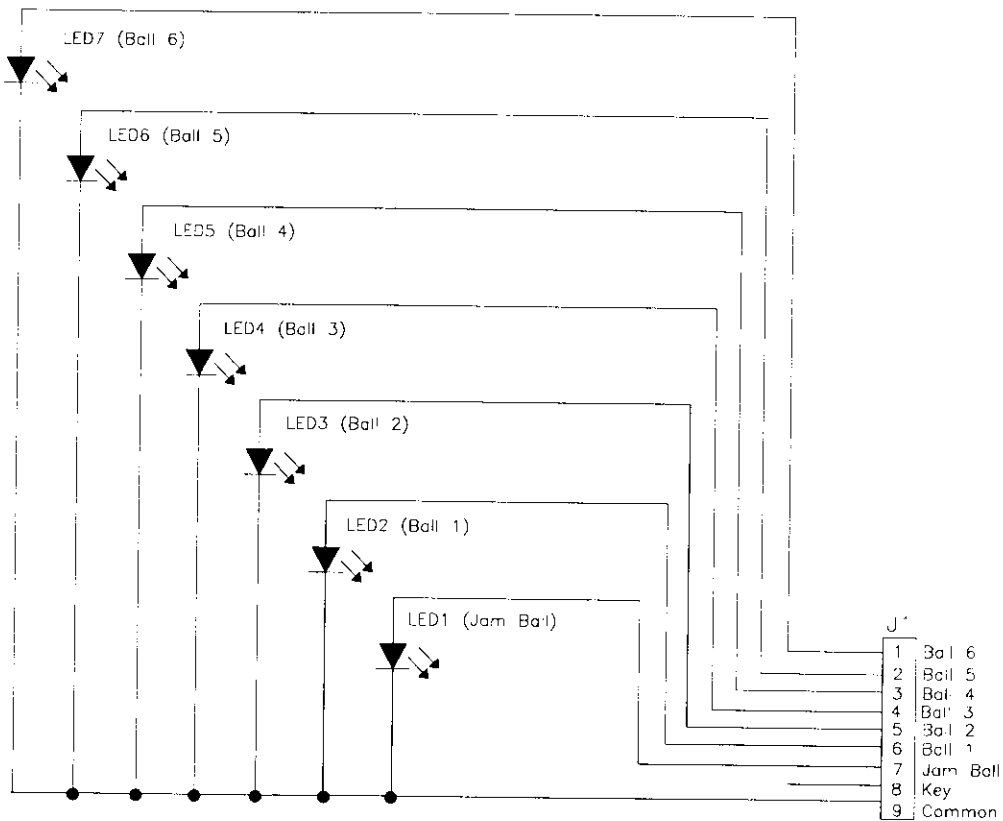 LED7 (Ball 6)
LED6 (Ball 5)
LED5 (Ball 4)
LED4 (Ball 3)
LED3 (Ball 2)
LED2 (Ball 1)
LED1 (Jam Ball)
J1
1 Ball 6
2 Ball 5
3 Ball 4
4 Ball 3
5 Ball 2
6 Ball 1
7 Jam Ball
8 Key
9 Common